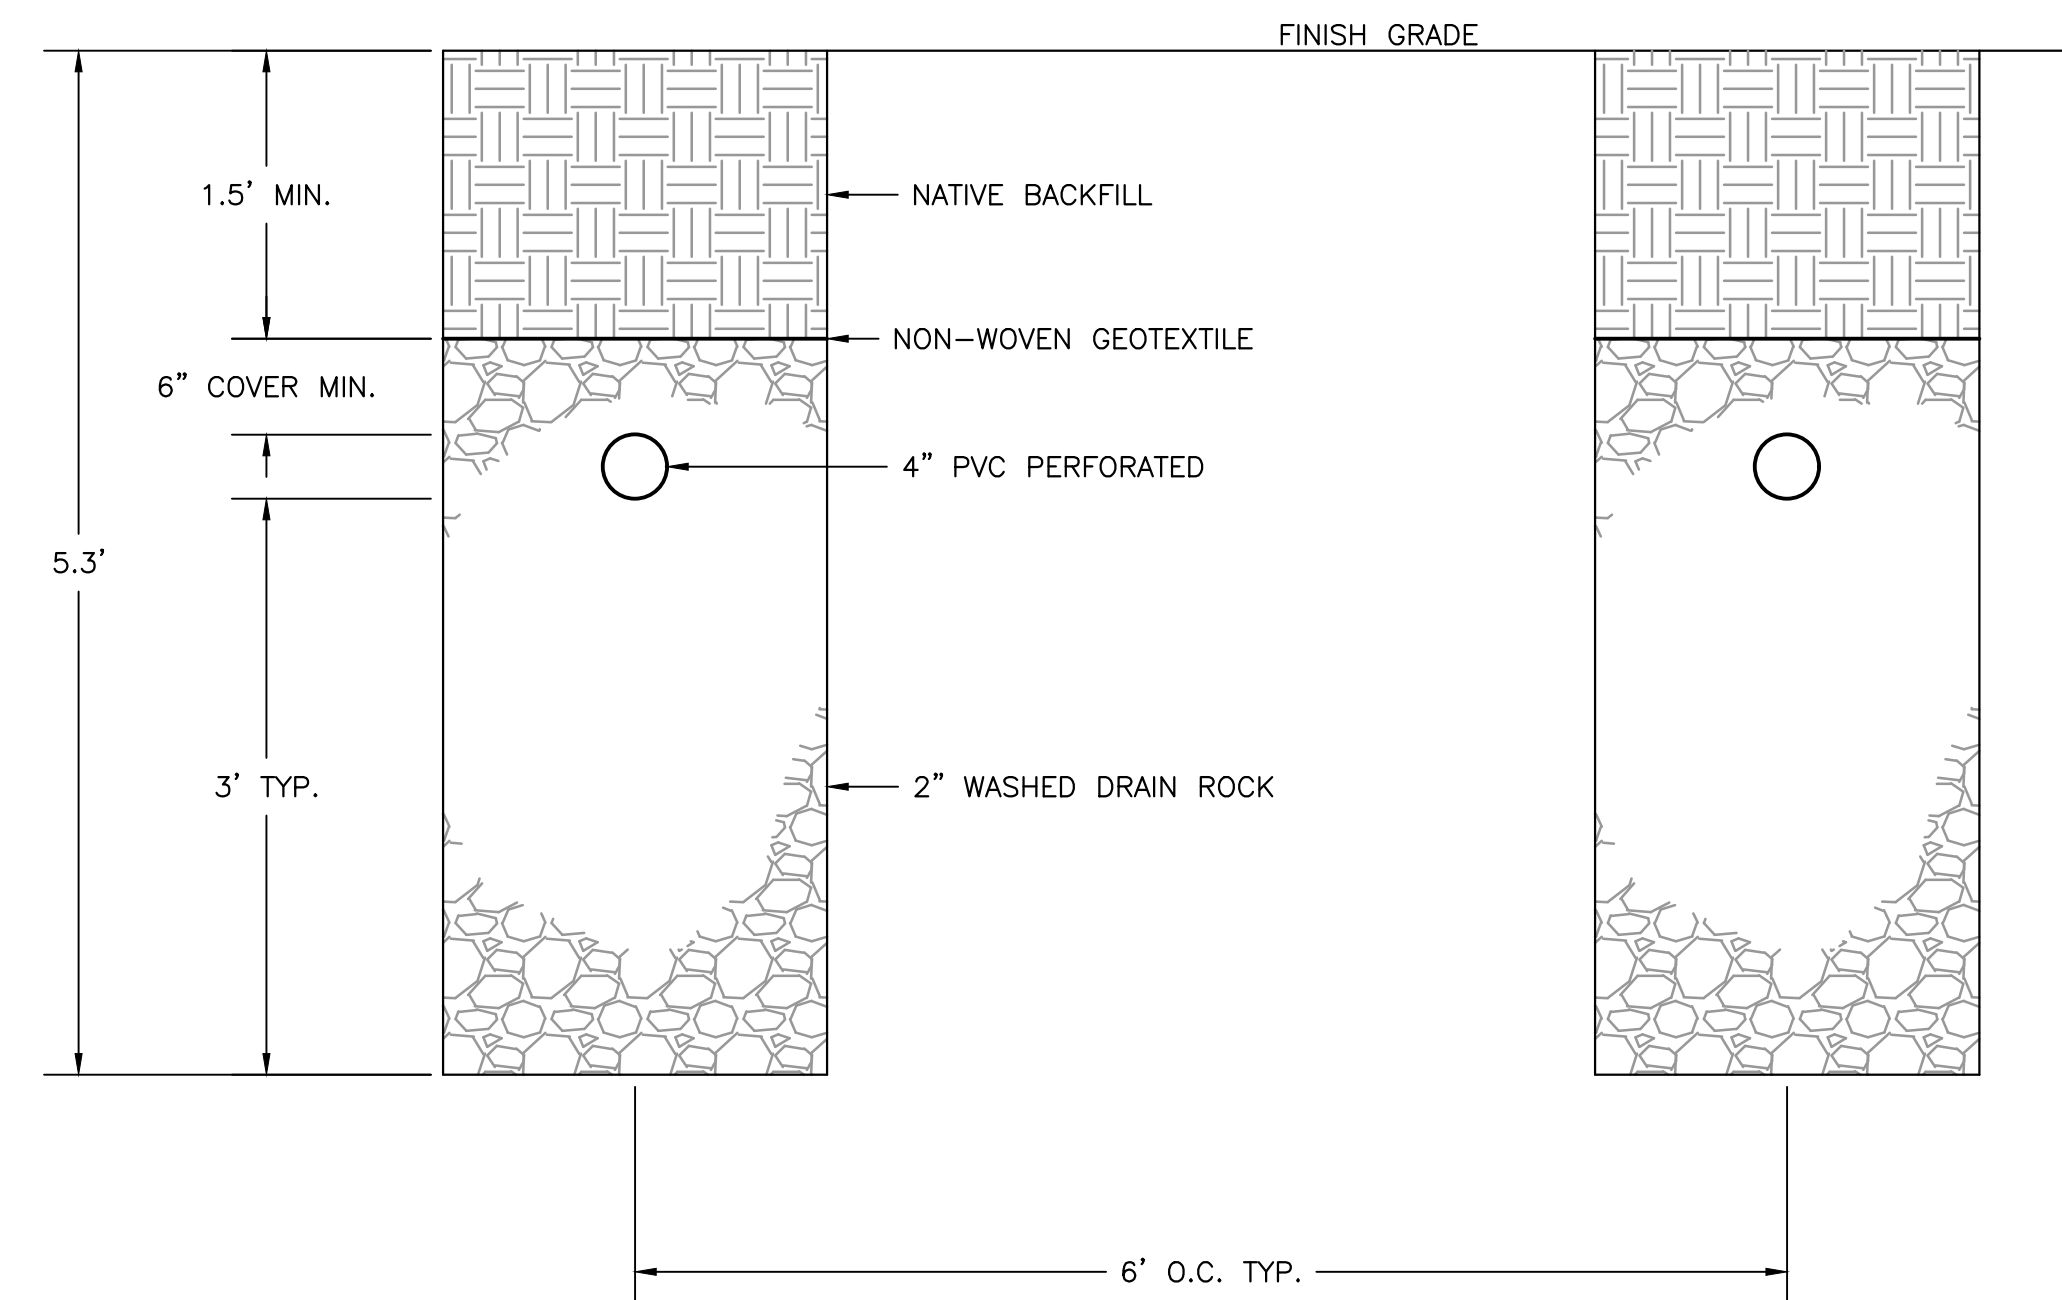 FINISH GRADE
1.5’ MIN.
NATIVE BACKFILL
NON-WOVEN GEOTEXTILE
6” COVER MIN.
4” PVC PERFORATED
5.3’
3’ TYP.
2” WASHED DRAIN ROCK
6’ O.C. TYP.